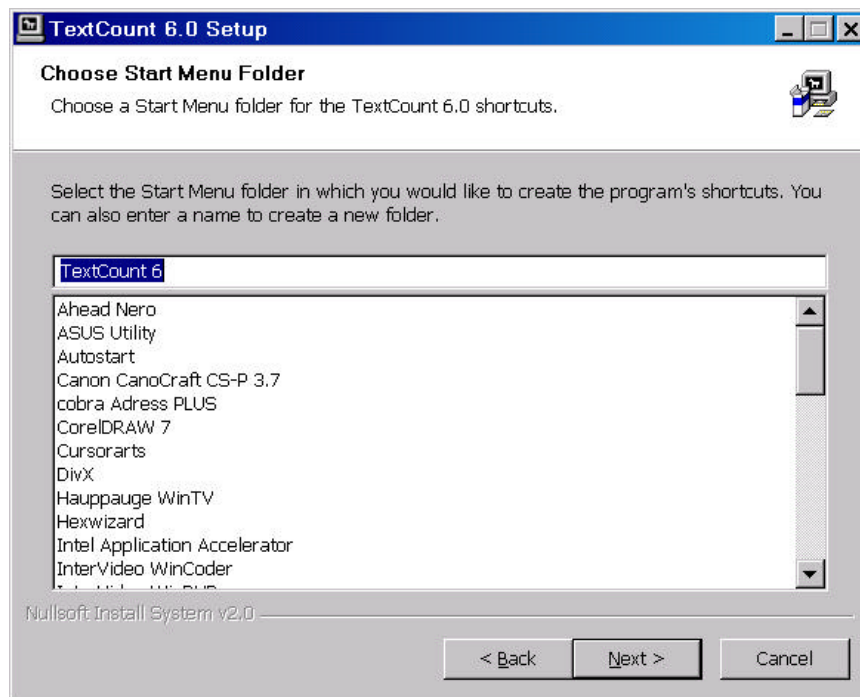 TextCount 6.0 Setup
Choose Start Menu Folder
Choose a Start Menu folder for the TextCount 6.0 shortcuts.
Select the Start Menu folder in which you would like to create the program's shortcuts. You
can also enter a name to create a new folder.
TextCount 6
Ahead Nero
ASUS Utility
Autostart
Canon CanoCraft CS-P 3.7
cobra Adress PLUS
CorelDRAW 7
Cursorarts
DivX
Hauppauge WinTV
Hexwizard
Intel Application Accelerator
InterVideo WinCoder
Nullsoft Install System v2.0
< Back
Next >
Cancel